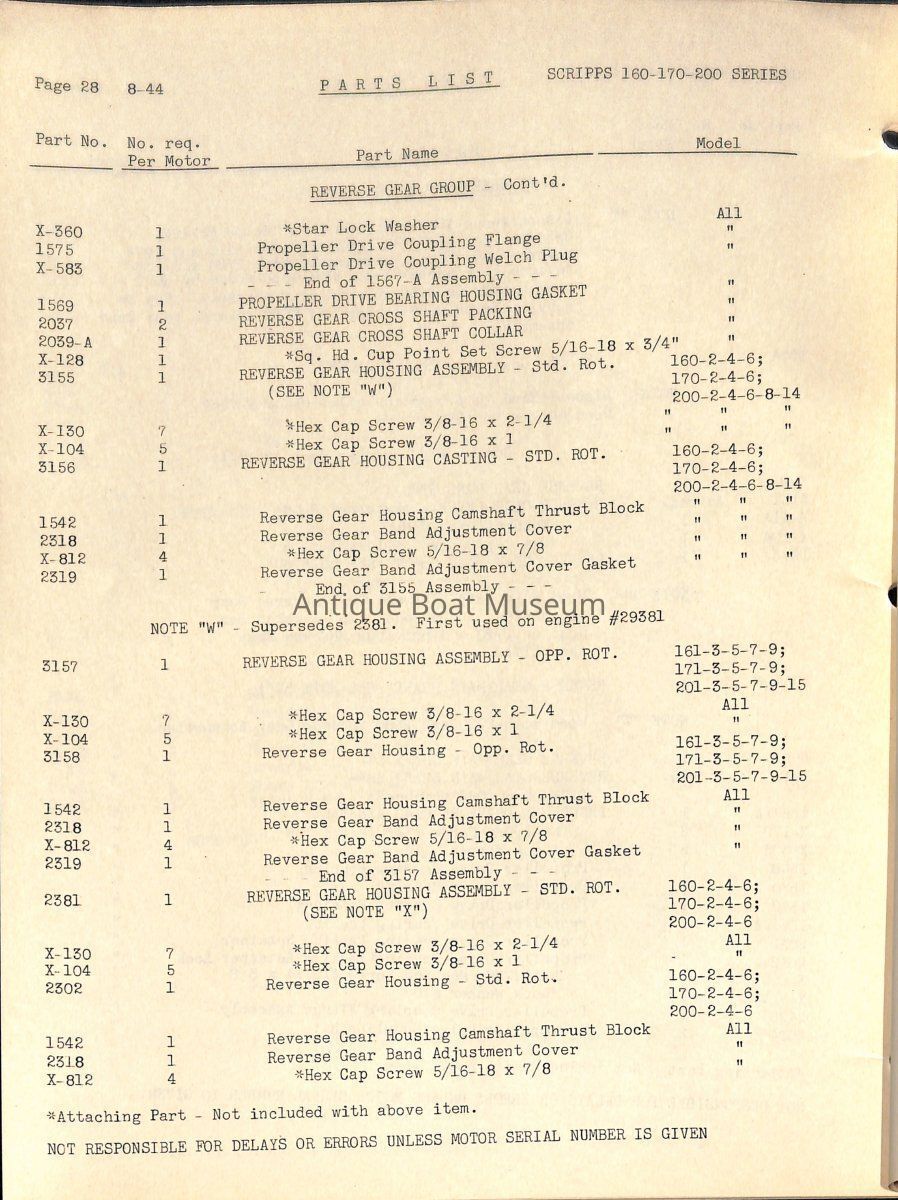 Page 28 8-44 PARTS LIST SCRIPPS 160-170-200 SERIES
Part No. No. req. Per Motor Part Name Model
REVERSE GEAR GROUP - Cont'd.
All
X-360 1 *Star Lock Washer "
1575 1 Propeller Drive Coupling Flange "
X-583 1 Propeller Drive Coupling Welch Plug
- - - End of 1567-A Assembly - - -
1569 1 PROPELLER DRIVE BEARING HOUSING GASKET "
2037 2 REVERSE GEAR CROSS SHAFT PACKING "
2039-A 1 REVERSE GEAR CROSS SHAFT COLLAR "
X-128 1 *Sq. Hd. Cup Point Set Screw 5/16-18 x 3/4" "
3155 1 REVERSE GEAR HOUSING ASSEMBLY - Std. Rot. 160-2-4-6;
(SEE NOTE "W") 170-2-4-6;
200-2-4-6-8-14
X-130 7 *Hex Cap Screw 3/8-16 x 2-1/4 " " "
X-104 5 *Hex Cap Screw 3/8-16 x 1 " " "
3156 1 REVERSE GEAR HOUSING CASTING - STD. ROT. 160-2-4-6;
170-2-4-6;
200-2-4-6-8-14
1542 1 Reverse Gear Housing Camshaft Thrust Block " " "
2318 1 Reverse Gear Band Adjustment Cover " " "
X-812 4 *Hex Cap Screw 5/16-18 x 7/8 " " "
2319 1 Reverse Gear Band Adjustment Cover Gasket " " "
- End of 3155 Assembly - - -
Antique Boat Museum
NOTE "W" - Supersedes 2381. First used on engine #29381
3157 1 REVERSE GEAR HOUSING ASSEMBLY - OPP. ROT. 161-3-5-7-9;
171-3-5-7-9;
201-3-5-7-9-15
X-130 7 *Hex Cap Screw 3/8-16 x 2-1/4 All
X-104 5 *Hex Cap Screw 3/8-16 x 1 "
3158 1 Reverse Gear Housing - Opp. Rot. 161-3-5-7-9;
171-3-5-7-9;
201-3-5-7-9-15
1542 1 Reverse Gear Housing Camshaft Thrust Block All
2318 1 Reverse Gear Band Adjustment Cover "
X-812 4 *Hex Cap Screw 5/16-18 x 7/8 "
2319 1 Reverse Gear Band Adjustment Cover Gasket "
- - - End of 3157 Assembly - - -
2381 1 REVERSE GEAR HOUSING ASSEMBLY - STD. ROT. 160-2-4-6;
(SEE NOTE "X") 170-2-4-6;
200-2-4-6
X-130 7 *Hex Cap Screw 3/8-16 x 2-1/4 All
X-104 5 *Hex Cap Screw 3/8-16 x 1 "
2302 1 Reverse Gear Housing - Std. Rot. 160-2-4-6;
170-2-4-6;
200-2-4-6
1542 1 Reverse Gear Housing Camshaft Thrust Block All
2318 1 Reverse Gear Band Adjustment Cover "
X-812 4 *Hex Cap Screw 5/16-18 x 7/8 "
*Attaching Part - Not included with above item.
NOT RESPONSIBLE FOR DELAYS OR ERRORS UNLESS MOTOR SERIAL NUMBER IS GIVEN